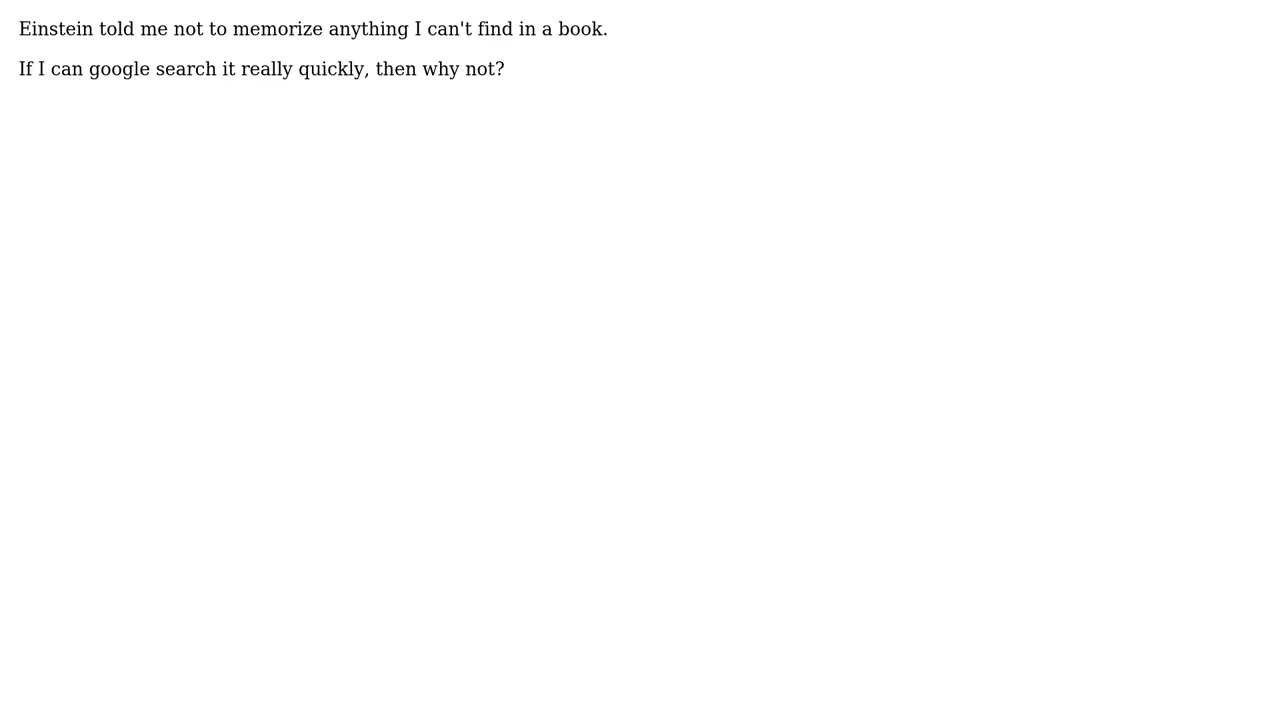 Einstein told me not to memorize anything I can't find in a book.
If I can google search it really quickly, then why not?